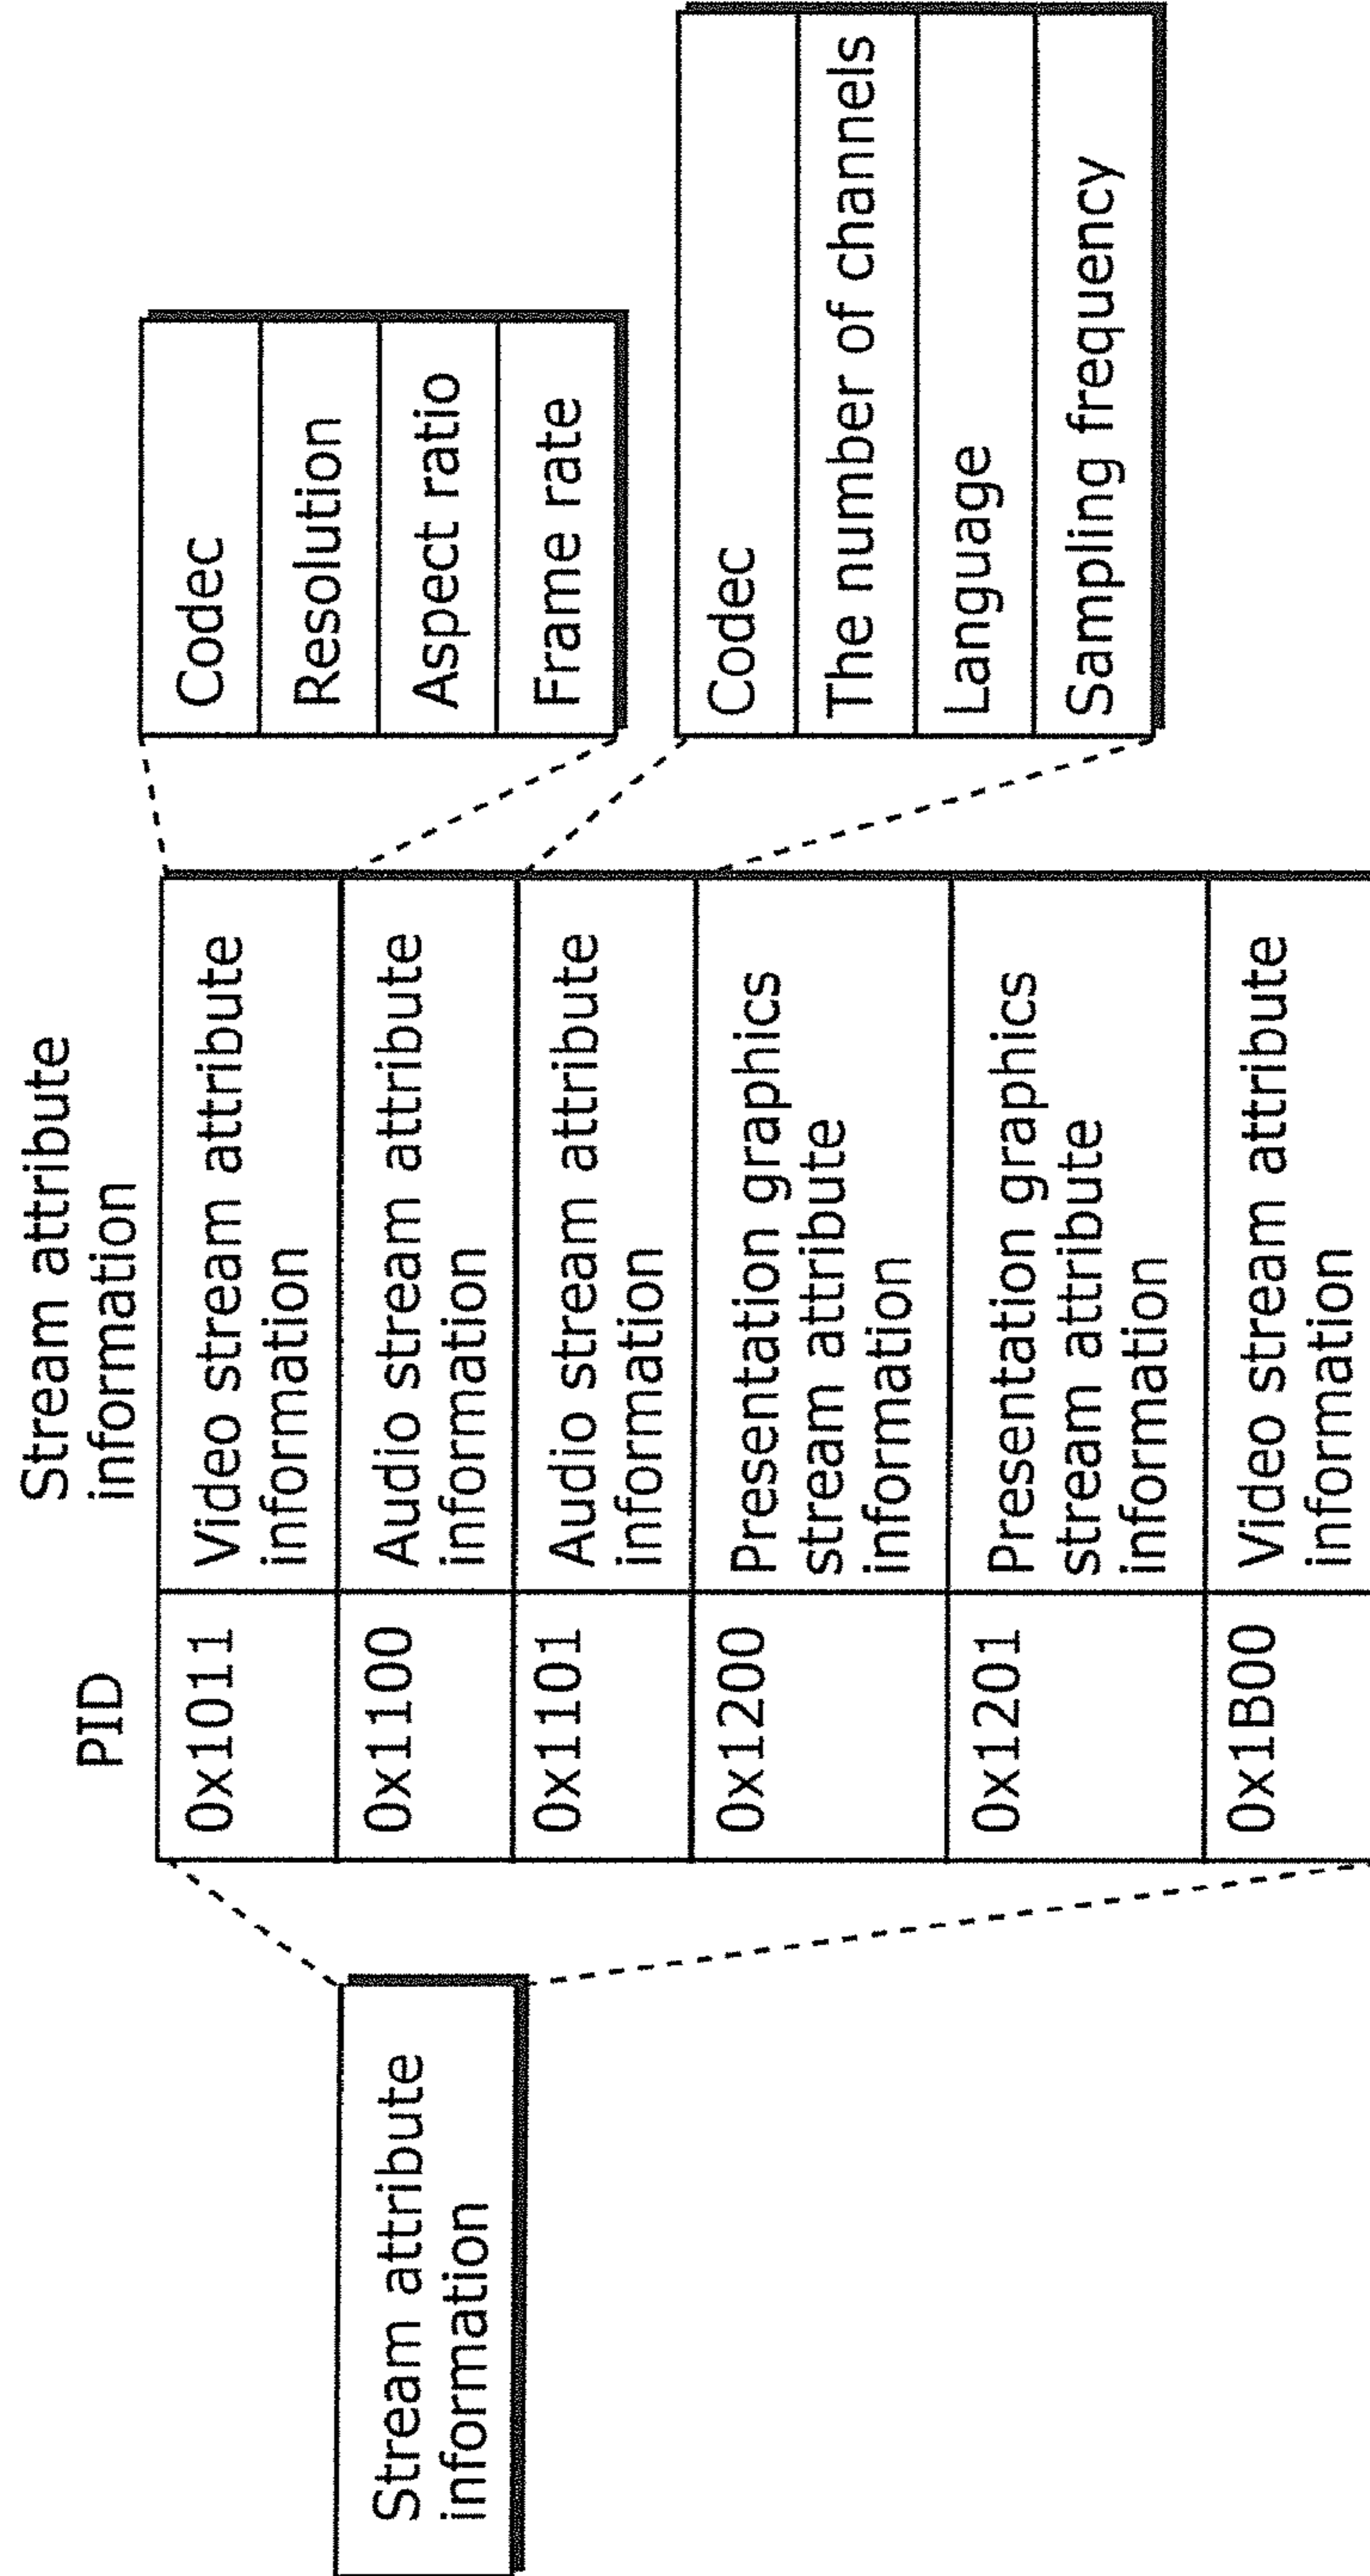 Stream attribute
information
PID
Stream attribute
information
0x1011
Video stream attribute
information
0x1100
Audio stream attribute
information
0x1101
Audio stream attribute
information
0x1200
Presentation graphics
stream attribute
information
0x1201
Presentation graphics
stream attribute
information
0x1B00
Video stream attribute
information
Codec
Resolution
Aspect ratio
Frame rate
Codec
The number of channels
Language
Sampling frequency